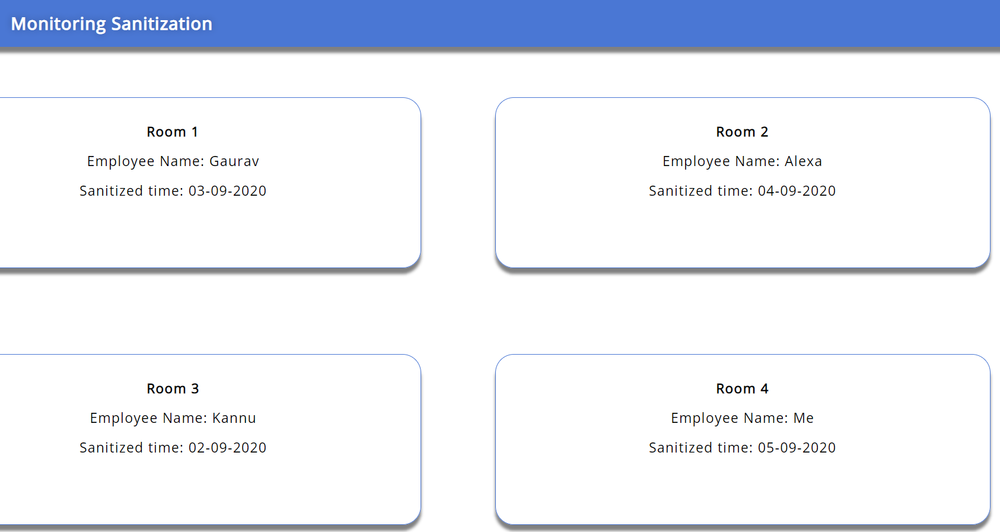 Monitoring Sanitization
Room 1
Employee Name: Gaurav
Sanitized time: 03-09-2020
Room 2
Employee Name: Alexa
Sanitized time: 04-09-2020
Room 3
Employee Name: Kannu
Sanitized time: 02-09-2020
Room 4
Employee Name: Me
Sanitized time: 05-09-2020